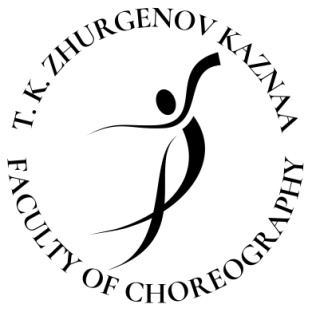 T. K. ZHURGENOV KAZNAA
FACULTY OF CHOREOGRAPHY